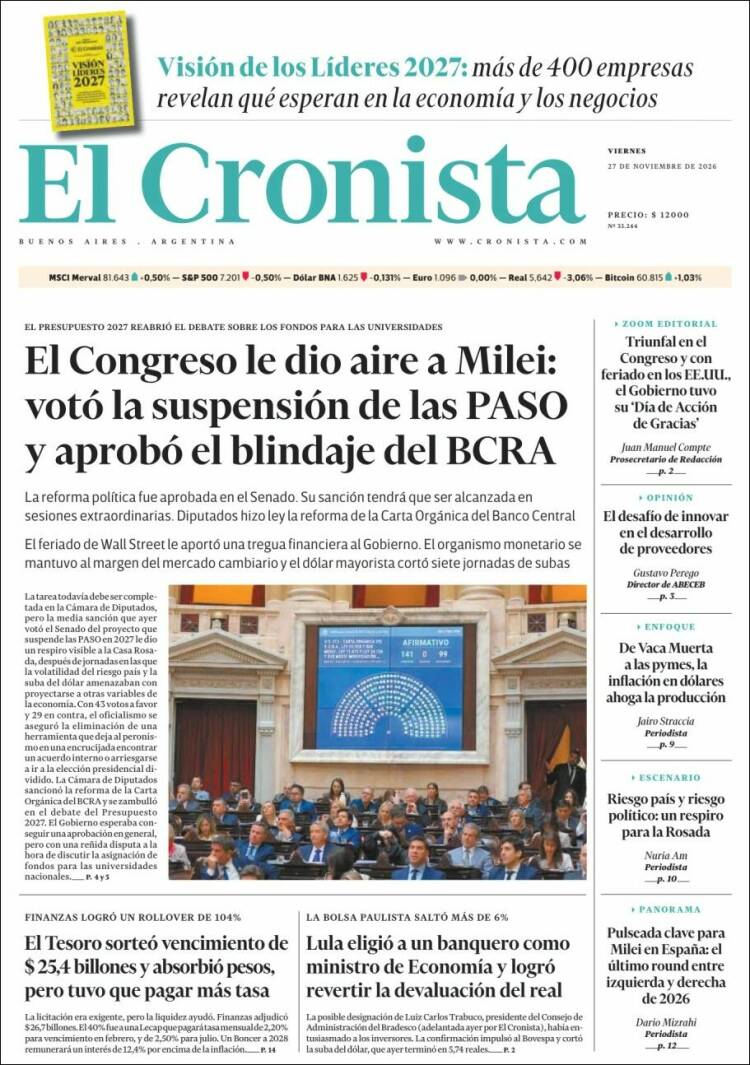 VISIÓN
LÍDERES
2027
Visión de los Líderes 2027: más de 400 empresas
revelan qué esperan en la economía y los negocios
El Cronista
BUENOS AIRES . ARGENTINA
WWW.CRONISTA.COM
VIERNES
27 DE NOVIEMBRE DE 2026
PRECIO: $ 12000
Nº 33.244
MSCI Merval 81.643 +0,50% — S&P 500 7.201 -0,50% — Dólar BNA 1.625 -0,131% — Euro 1.096 0,00% — Real 5,642 -3,06% — Bitcoin 60.815 +1,03%
EL PRESUPUESTO 2027 REABRIÓ EL DEBATE SOBRE LOS FONDOS PARA LAS UNIVERSIDADES
El Congreso le dio aire a Milei:
votó la suspensión de las PASO
y aprobó el blindaje del BCRA
La reforma política fue aprobada en el Senado. Su sanción tendrá que ser alcanzada en
sesiones extraordinarias. Diputados hizo ley la reforma de la Carta Orgánica del Banco Central
El feriado de Wall Street le aportó una tregua financiera al Gobierno. El organismo monetario se
mantuvo al margen del mercado cambiario y el dólar mayorista cortó siete jornadas de subas
La tarea todavía debe ser comple-
tada en la Cámara de Diputados,
pero la media sanción que ayer
votó el Senado del proyecto que
suspende las PASO en 2027 le dio
un respiro visible a la Casa Rosa-
da, después de jornadas en las que
la volatilidad del riesgo país y la
suba del dólar amenazaban con
proyectarse a otras variables de
la economía. Con 43 votos a favor
y 29 en contra, el oficialismo se
aseguró la eliminación de una
herramienta que deja al peronis-
mo en una encrucijada encontrar
un acuerdo interno o arriesgarse
a ir a la elección presidencial di-
vidido. La Cámara de Diputados
sancionó la reforma de la Carta
Orgánica del BCRA y se zambulló
en el debate del Presupuesto
2027. El Gobierno esperaba con-
seguir una aprobación en general,
pero con una reñida disputa a la
hora de discutir la asignación de
fondos para las universidades
nacionales. P. 4 y 5
AFIRMATIVO
141 0 99
ZOOM EDITORIAL
Triunfal en el
Congreso y con
feriado en los EE.UU.,
el Gobierno tuvo
su 'Día de Acción
de Gracias'
Juan Manuel Compte
Prosecretario de Redacción
p. 2
OPINIÓN
El desafío de innovar
en el desarrollo
de proveedores
Gustavo Perego
Director de ABECEB
p. 3
ENFOQUE
De Vaca Muerta
a las pymes, la
inflación en dólares
ahoga la producción
Jairo Straccia
Periodista
p. 9
ESCENARIO
Riesgo país y riesgo
político: un respiro
para la Rosada
Nuria Am
Periodista
p. 10
PANORAMA
Pulseada clave para
Milei en España: el
último round entre
izquierda y derecha
de 2026
Dario Mizrahi
Periodista
p. 12
FINANZAS LOGRÓ UN ROLLOVER DE 104%
El Tesoro sorteó vencimiento de
$ 25,4 billones y absorbió pesos,
pero tuvo que pagar más tasa
La licitación era exigente, pero la liquidez ayudó. Finanzas adjudicó
$26,7 billones. El 40% fue a una Lecap que pagará tasa mensual de 2,20%
para vencimiento en febrero, y de 2,50% para julio. Un Boncer a 2028
remunerará un interés de 12,4% por encima de la inflación. P. 14
LA BOLSA PAULISTA SALTÓ MÁS DE 6%
Lula eligió a un banquero como
ministro de Economía y logró
revertir la devaluación del real
La posible designación de Luiz Carlos Trabuco, presidente del Consejo de
Administración del Bradesco (adelantada ayer por El Cronista), había en-
tusiasmado a los inversores. La confirmación impulsó al Bovespa y cortó
la suba del dólar, que ayer terminó en 5,74 reales. P. 2